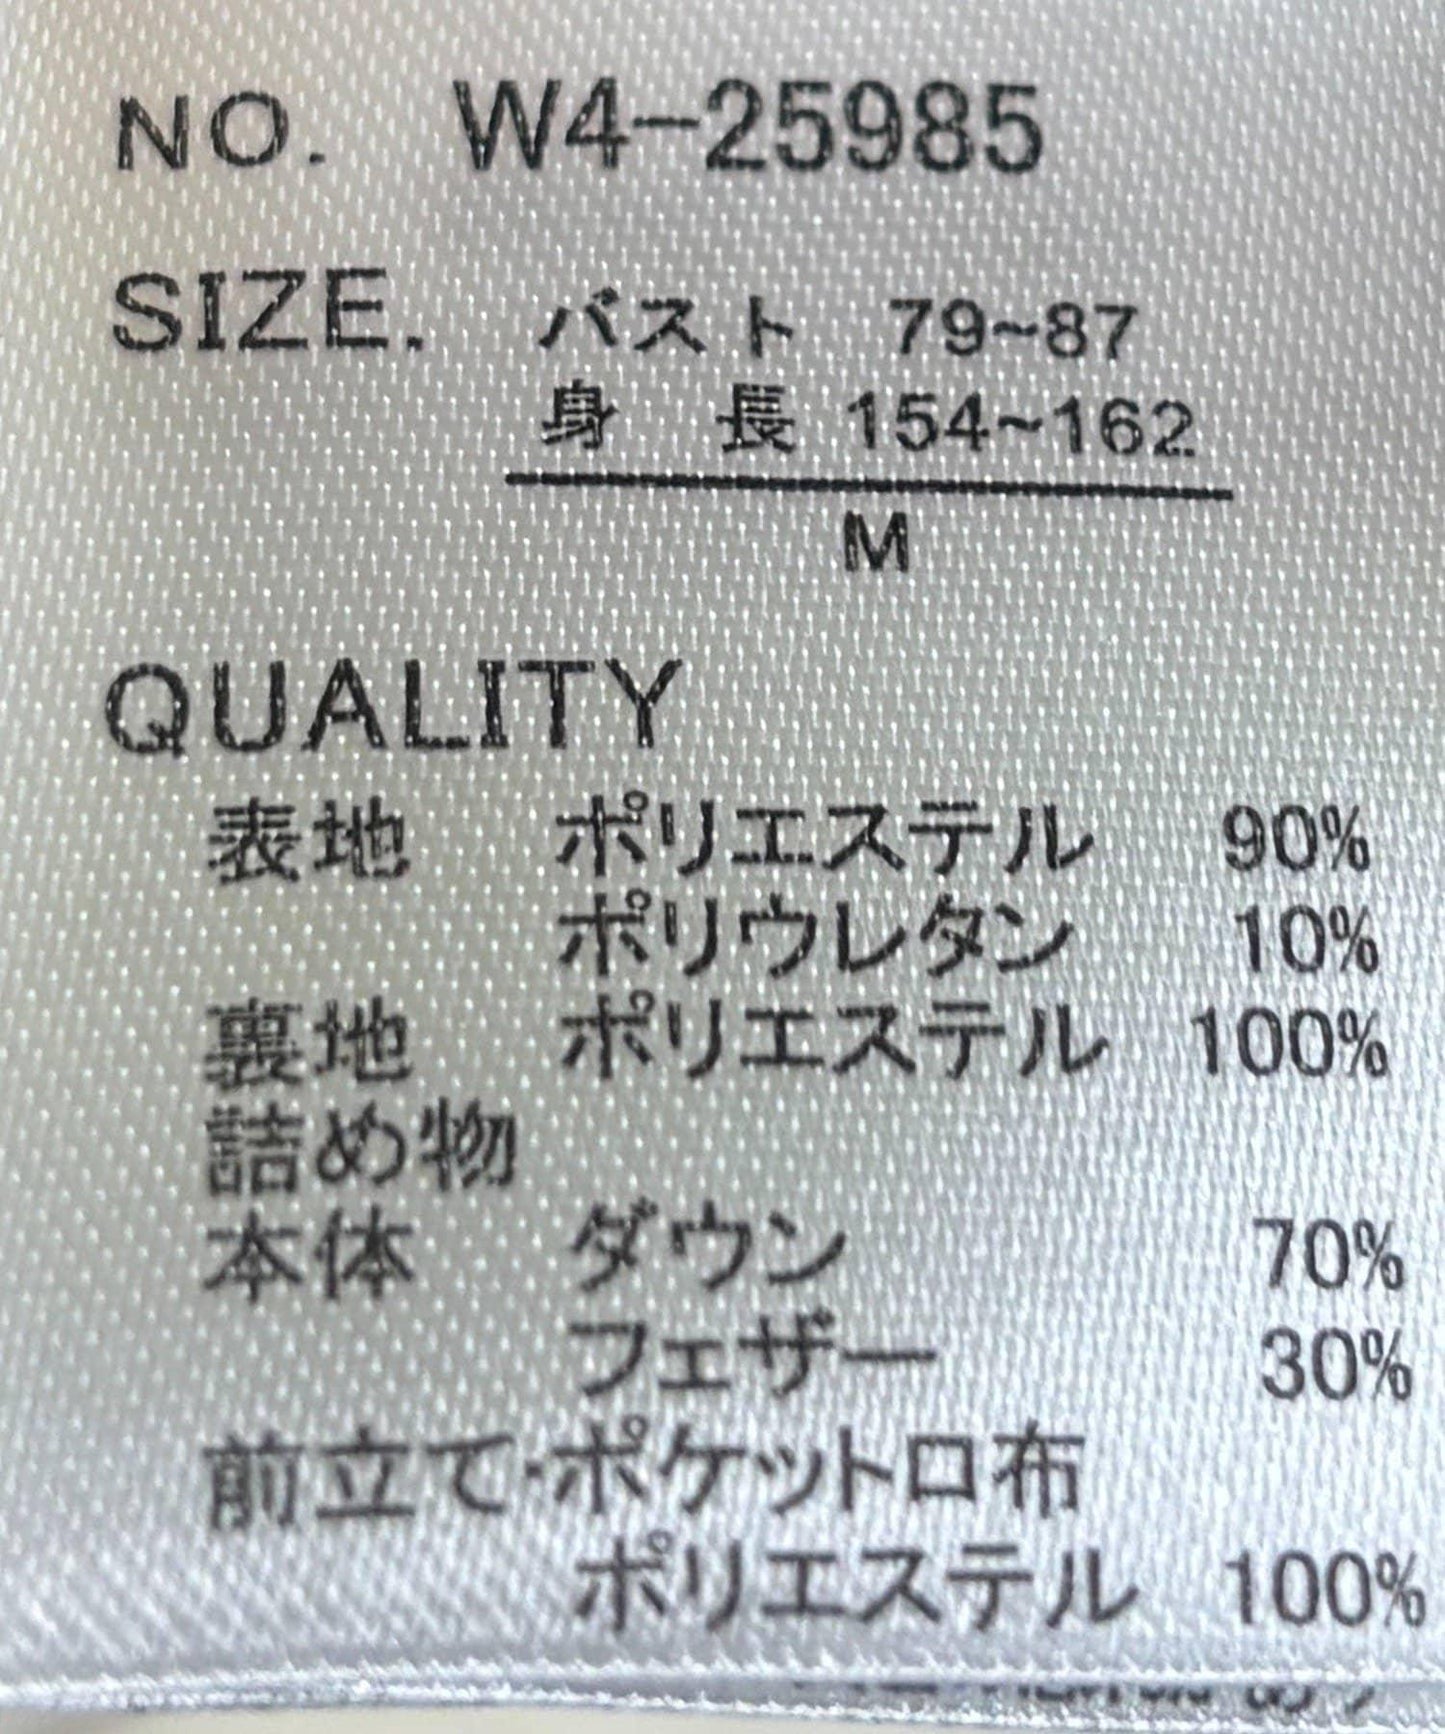 NO. W4-25985
SIZE. バスト 79~87
身長 154~162
M
QUALITY
表地 ポリエステル 90%
ポリウレタン 10%
裏地 ポリエステル 100%
詰め物
本体 ダウン 70%
フェザー 30%
前立て・ポケット口布
ポリエステル 100%